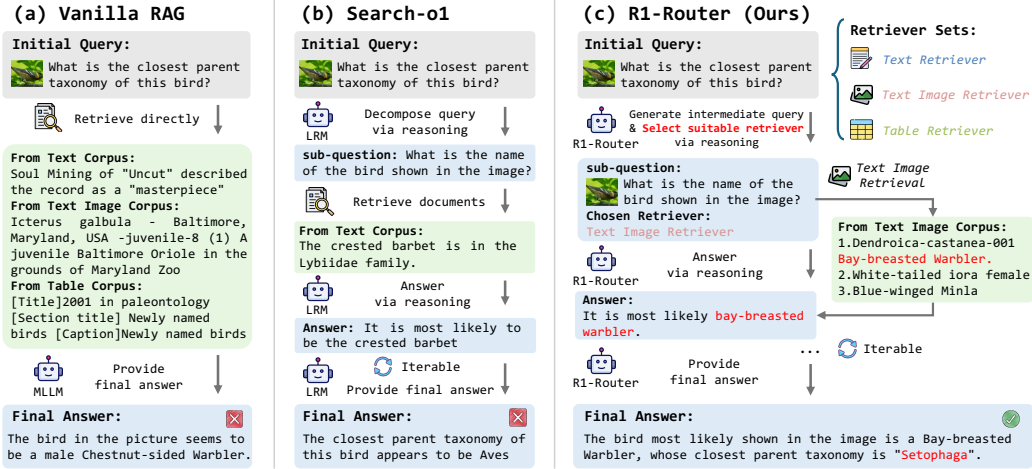 (a) Vanilla RAG
Initial Query:
What is the closest parent
taxonomy of this bird?
Retrieve directly
From Text Corpus:
Soul Mining of "Uncut" described
the record as a "masterpiece"
From Text Image Corpus:
Icterus galbula - Baltimore,
Maryland, USA -juvenile-8 (1) A
juvenile Baltimore Oriole in the
grounds of Maryland Zoo
From Table Corpus:
[Title]2001 in paleontology
[Section title] Newly named
birds [Caption]Newly named birds
MLLM
Provide
final answer
Final Answer:
The bird in the picture seems to
be a male Chestnut-sided Warbler.
(b) Search-o1
Initial Query:
What is the closest parent
taxonomy of this bird?
LRM
Decompose query
via reasoning
sub-question: What is the name
of the bird shown in the image?
Retrieve documents
From Text Corpus:
The crested barbet is in the
Lybiidae family.
LRM
Answer
via reasoning
Answer: It is most likely to
be the crested barbet
LRM
Iterable
Provide final answer
Final Answer:
The closest parent taxonomy of
this bird appears to be Aves
(c) R1-Router (Ours)
Initial Query:
What is the closest parent
taxonomy of this bird?
Retriever Sets:
Text Retriever
Text Image Retriever
Table Retriever
R1-Router
Generate intermediate query
& Select suitable retriever
via reasoning
sub-question:
What is the name of the
bird shown in the image?
Chosen Retriever:
Text Image Retriever
Text Image
Retrieval
From Text Image Corpus:
1.Dendroica-castanea-001
Bay-breasted Warbler.
2.White-tailed iora female
3.Blue-winged Minla
R1-Router
Answer
via reasoning
Answer:
It is most likely bay-breasted
warbler.
R1-Router
Provide
final answer
...
Iterable
Final Answer:
The bird most likely shown in the image is a Bay-breasted
Warbler, whose closest parent taxonomy is "Setophaga".